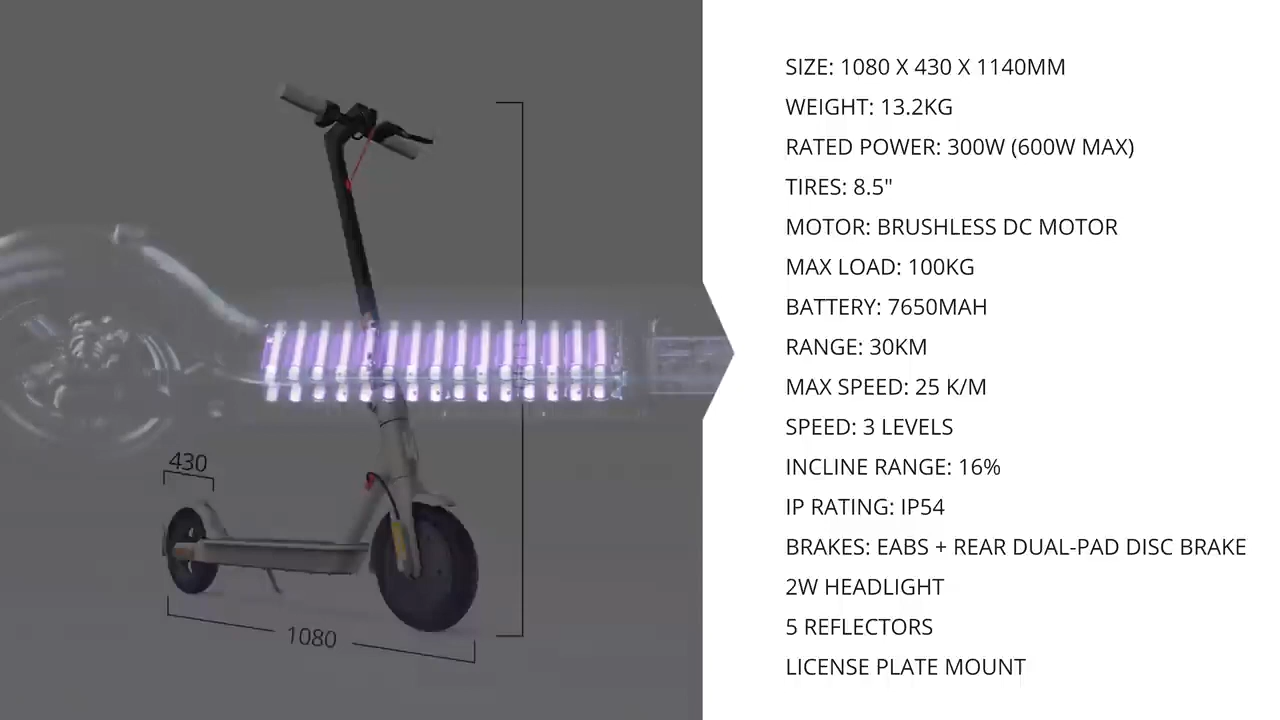 SIZE: 1080 X 430 X 1140MM
WEIGHT: 13.2KG
RATED POWER: 300W (600W MAX)
TIRES: 8.5"
MOTOR: BRUSHLESS DC MOTOR
MAX LOAD: 100KG
BATTERY: 7650MAH
RANGE: 30KM
MAX SPEED: 25 K/M
SPEED: 3 LEVELS
INCLINE RANGE: 16%
IP RATING: IP54
BRAKES: EABS + REAR DUAL-PAD DISC BRAKE
2W HEADLIGHT
5 REFLECTORS
LICENSE PLATE MOUNT
430
1080